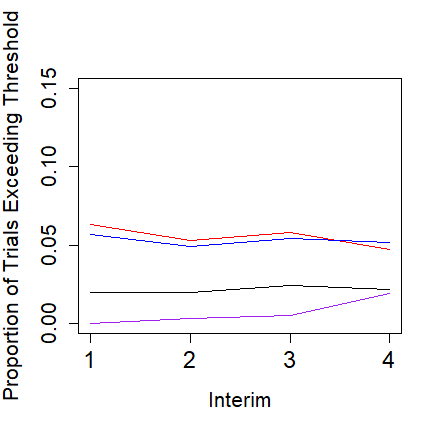 Proportion of Trials Exceeding Threshold
0.15
0.10
0.05
0.00
1 2 3 4
Interim